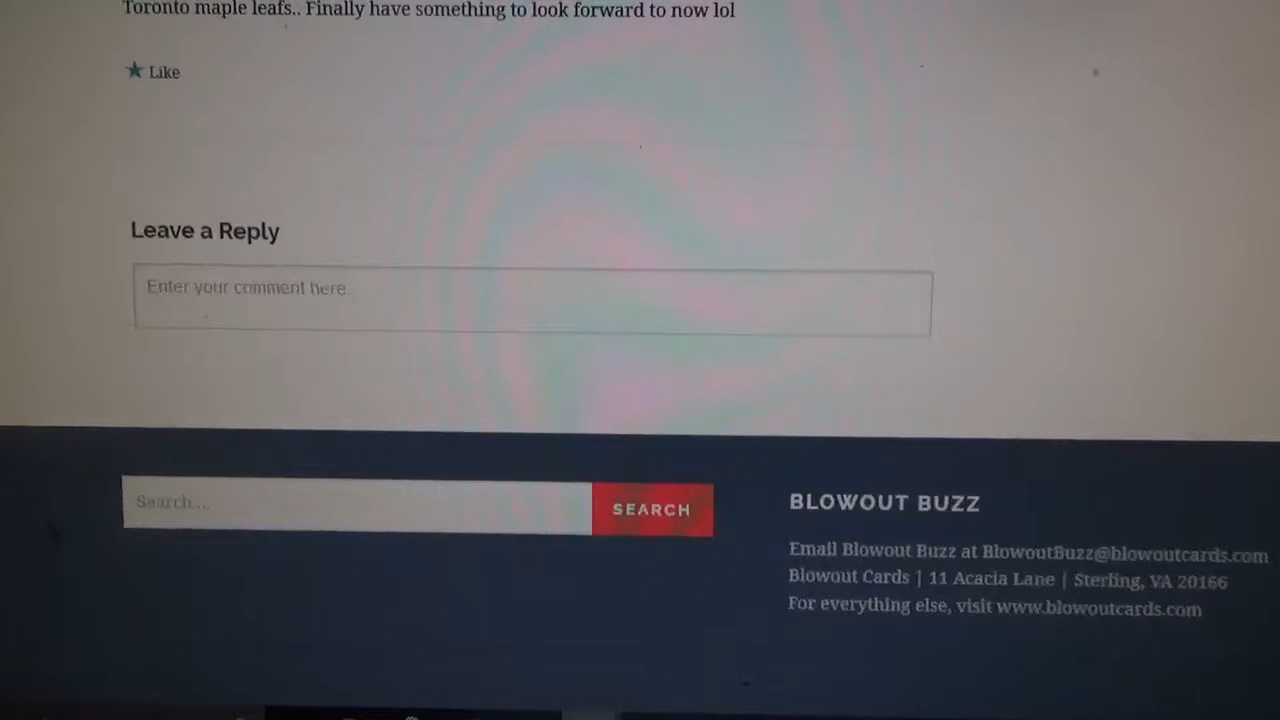 Toronto maple leafs.. Finally have something to look forward to now lol
Like
Leave a Reply
Enter your comment here
Search....
SEARCH
BLOWOUT BUZZ
Email Blowout Buzz at BlowoutBuzz@blowoutcards.com
Blowout Cards | 11 Acacia Lane | Sterling, VA 20166
For everything else, visit www.blowoutcards.com